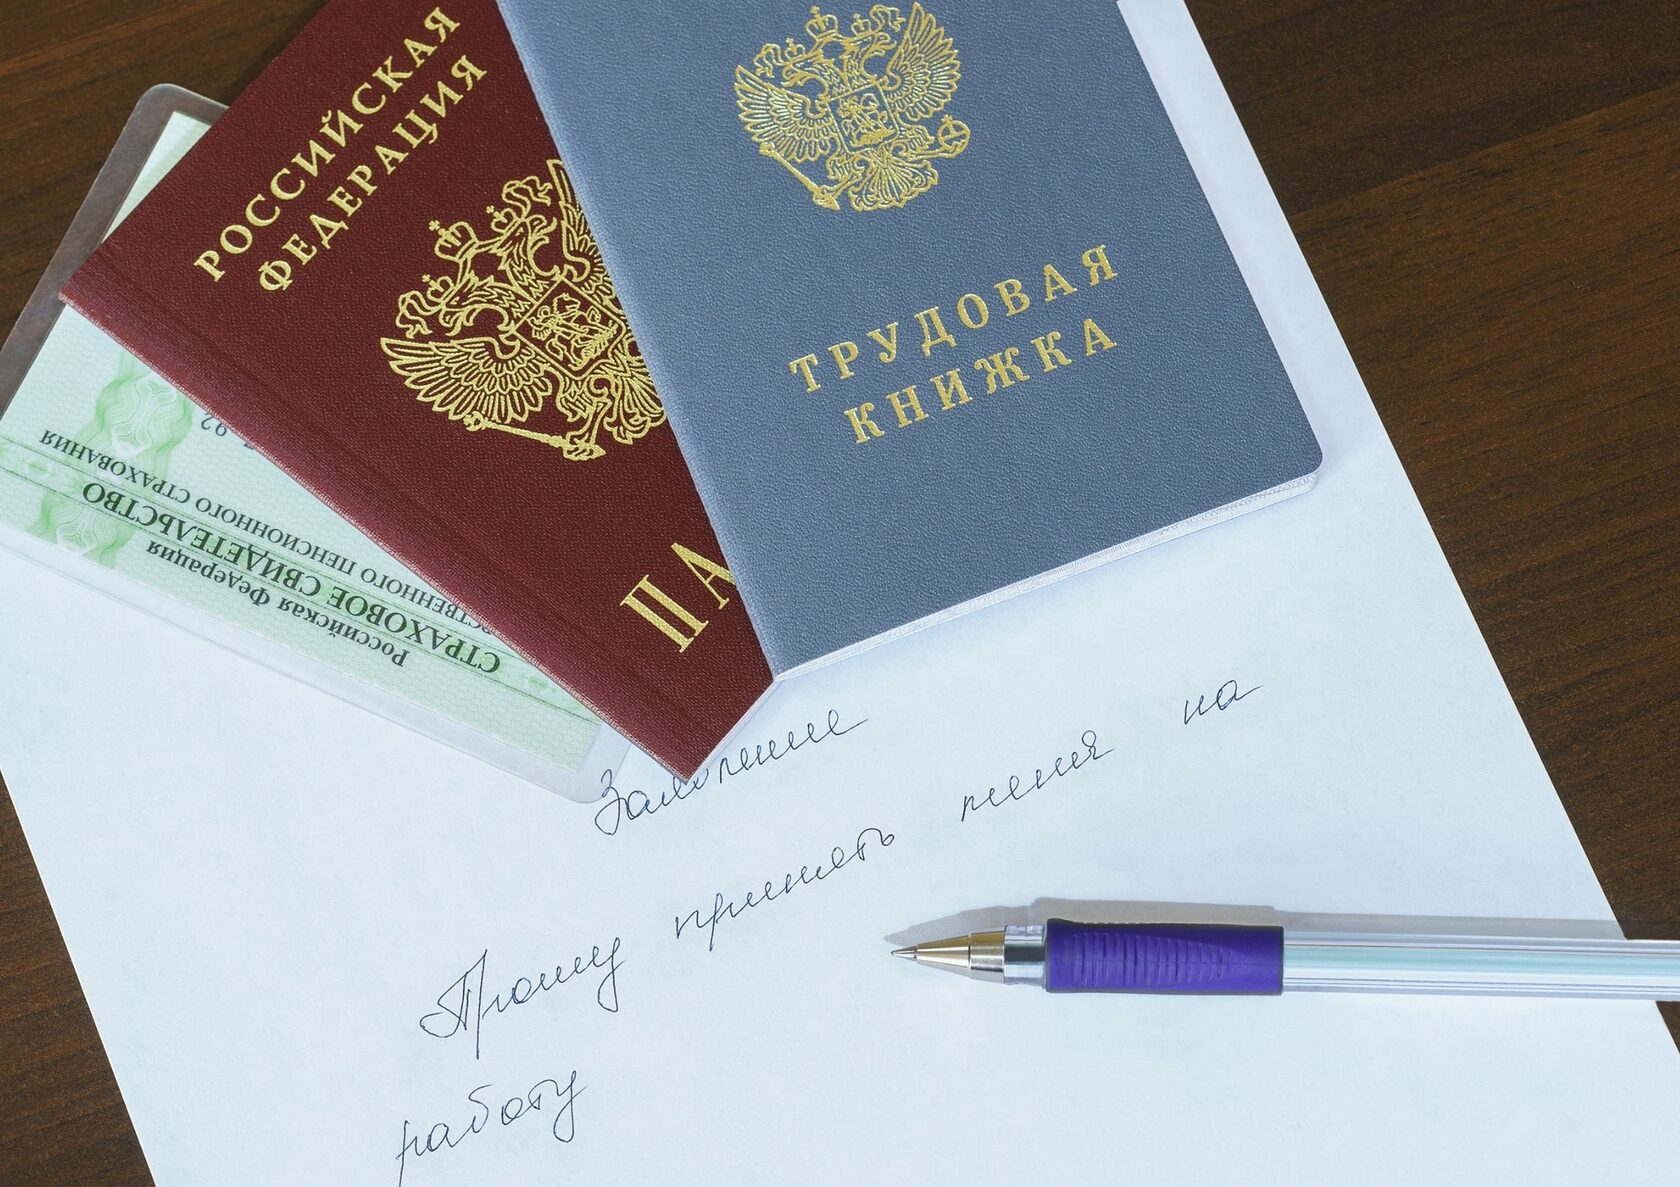 РОССИЙСКАЯ
ФЕДЕРАЦИЯ
ПА
ТРУДОВАЯ
КНИЖКА
Российская Федерация
СТРАХОВОЕ СВИДЕТЕЛЬСТВО
СТВЕННОГО ПЕНСИОННОГО СТРАХОВАНИЯ
Заявление
Прошу принять меня на
работу